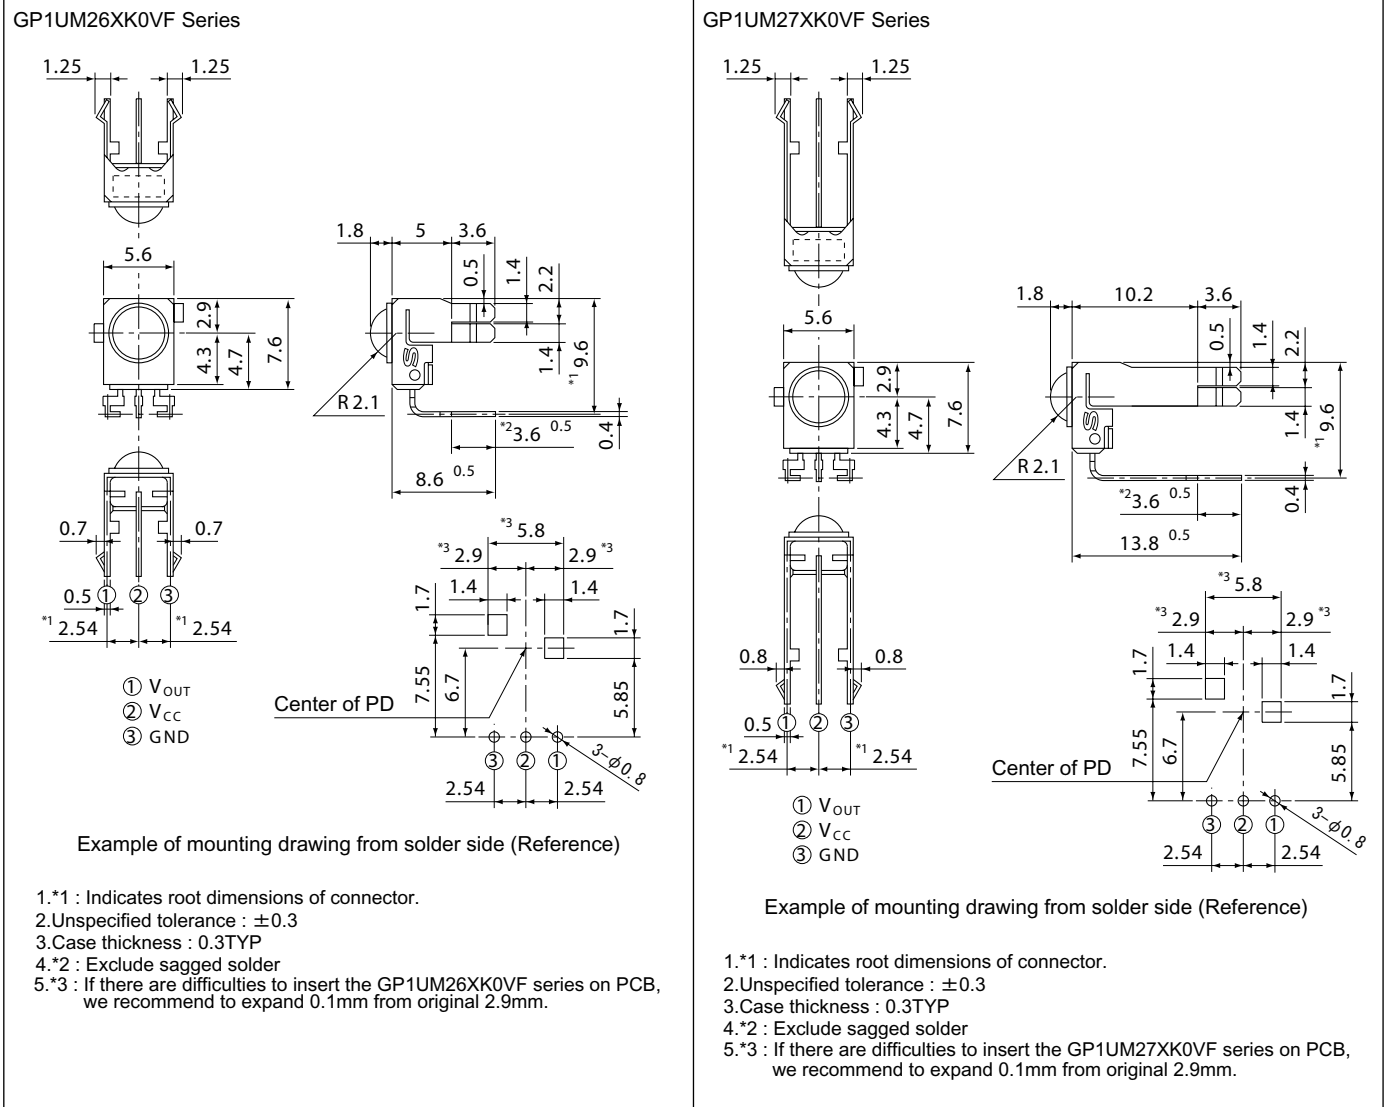 GP1UM26XK0VF Series
1.25 1.25
5.6
2.9
4.3
4.7
7.6
1.8 5 3.6
0.5
1.4
2.2
1.4
*1 9.6
R 2.1
*2 3.6 0.5
0.4
8.6 0.5
0.7 0.7
0.5 ① ② ③
*1 2.54 *1 2.54
① VOUT
② VCC
③ GND
*3 5.8
*3 2.9 2.9 *3
1.4 1.4
1.7
1.7
7.55
6.7
5.85
Center of PD
③ ② ①
3-φ0.8
2.54 2.54
Example of mounting drawing from solder side (Reference)
1.*1 : Indicates root dimensions of connector.
2.Unspecified tolerance : ±0.3
3.Case thickness : 0.3TYP
4.*2 : Exclude sagged solder
5.*3 : If there are difficulties to insert the GP1UM26XK0VF series on PCB,
we recommend to expand 0.1mm from original 2.9mm.
GP1UM27XK0VF Series
1.25 1.25
5.6
2.9
4.3
4.7
7.6
1.8 10.2 3.6
0.5
1.4
2.2
1.4
*1 9.6
R 2.1
*2 3.6 0.5
0.4
13.8 0.5
0.8 0.8
0.5 ① ② ③
*1 2.54 *1 2.54
① VOUT
② VCC
③ GND
*3 5.8
*3 2.9 2.9 *3
1.4 1.4
1.7
1.7
7.55
6.7
5.85
Center of PD
③ ② ①
3-φ0.8
2.54 2.54
Example of mounting drawing from solder side (Reference)
1.*1 : Indicates root dimensions of connector.
2.Unspecified tolerance : ±0.3
3.Case thickness : 0.3TYP
4.*2 : Exclude sagged solder
5.*3 : If there are difficulties to insert the GP1UM27XK0VF series on PCB,
we recommend to expand 0.1mm from original 2.9mm.